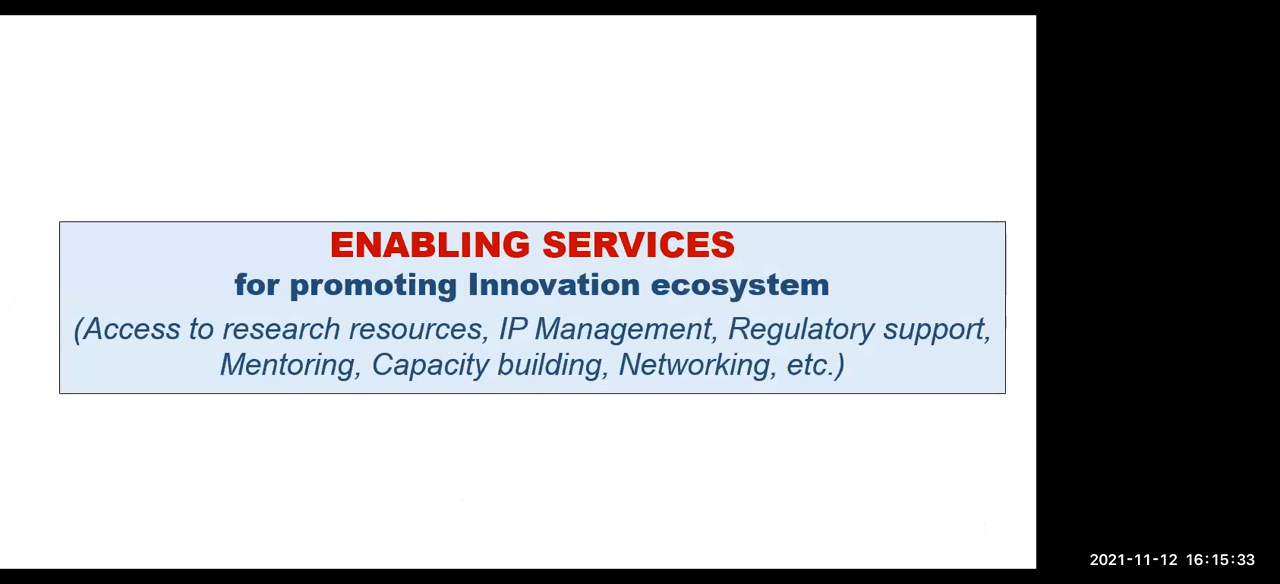 ENABLING SERVICES
for promoting Innovation ecosystem
(Access to research resources, IP Management, Regulatory support,
Mentoring, Capacity building, Networking, etc.)
2021-11-12 16:15:33